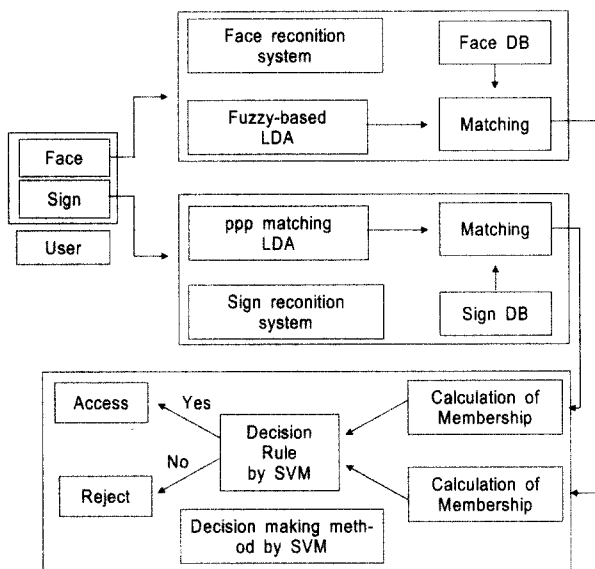 Face reconition
system
Face DB
Fuzzy-based
LDA
Matching
Face
Sign
User
ppp matching
LDA
Matching
Sign reconition
system
Sign DB
Access
Yes
Decision
Rule
by SVM
Calculation of
Membership
No
Reject
Calculation of
Membership
Decision making meth-
od by SVM